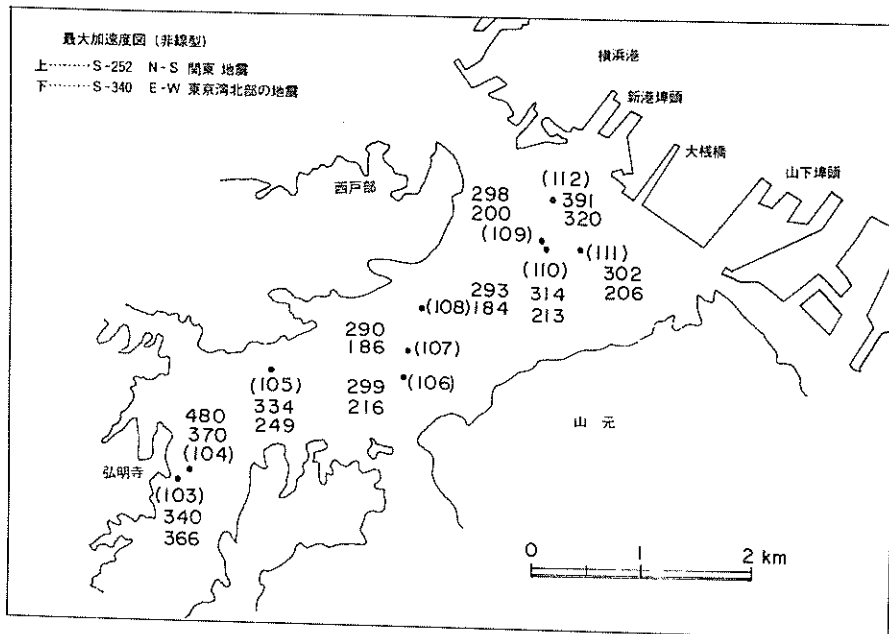 最大加速度図(非線型)
上………S-252 N-S 関東地震
下………S-340 E-W 東京湾北部の地震
横浜港
新港埠頭
大桟橋
山下埠頭
西戸部
(112)
391
320
298
200
(109)
(110)
314
213
(111)
302
206
(108)
293
184
290
186
(107)
(106)
299
216
(105)
334
249
480
370
(104)
弘明寺
(103)
340
366
山元
0 1 2 km